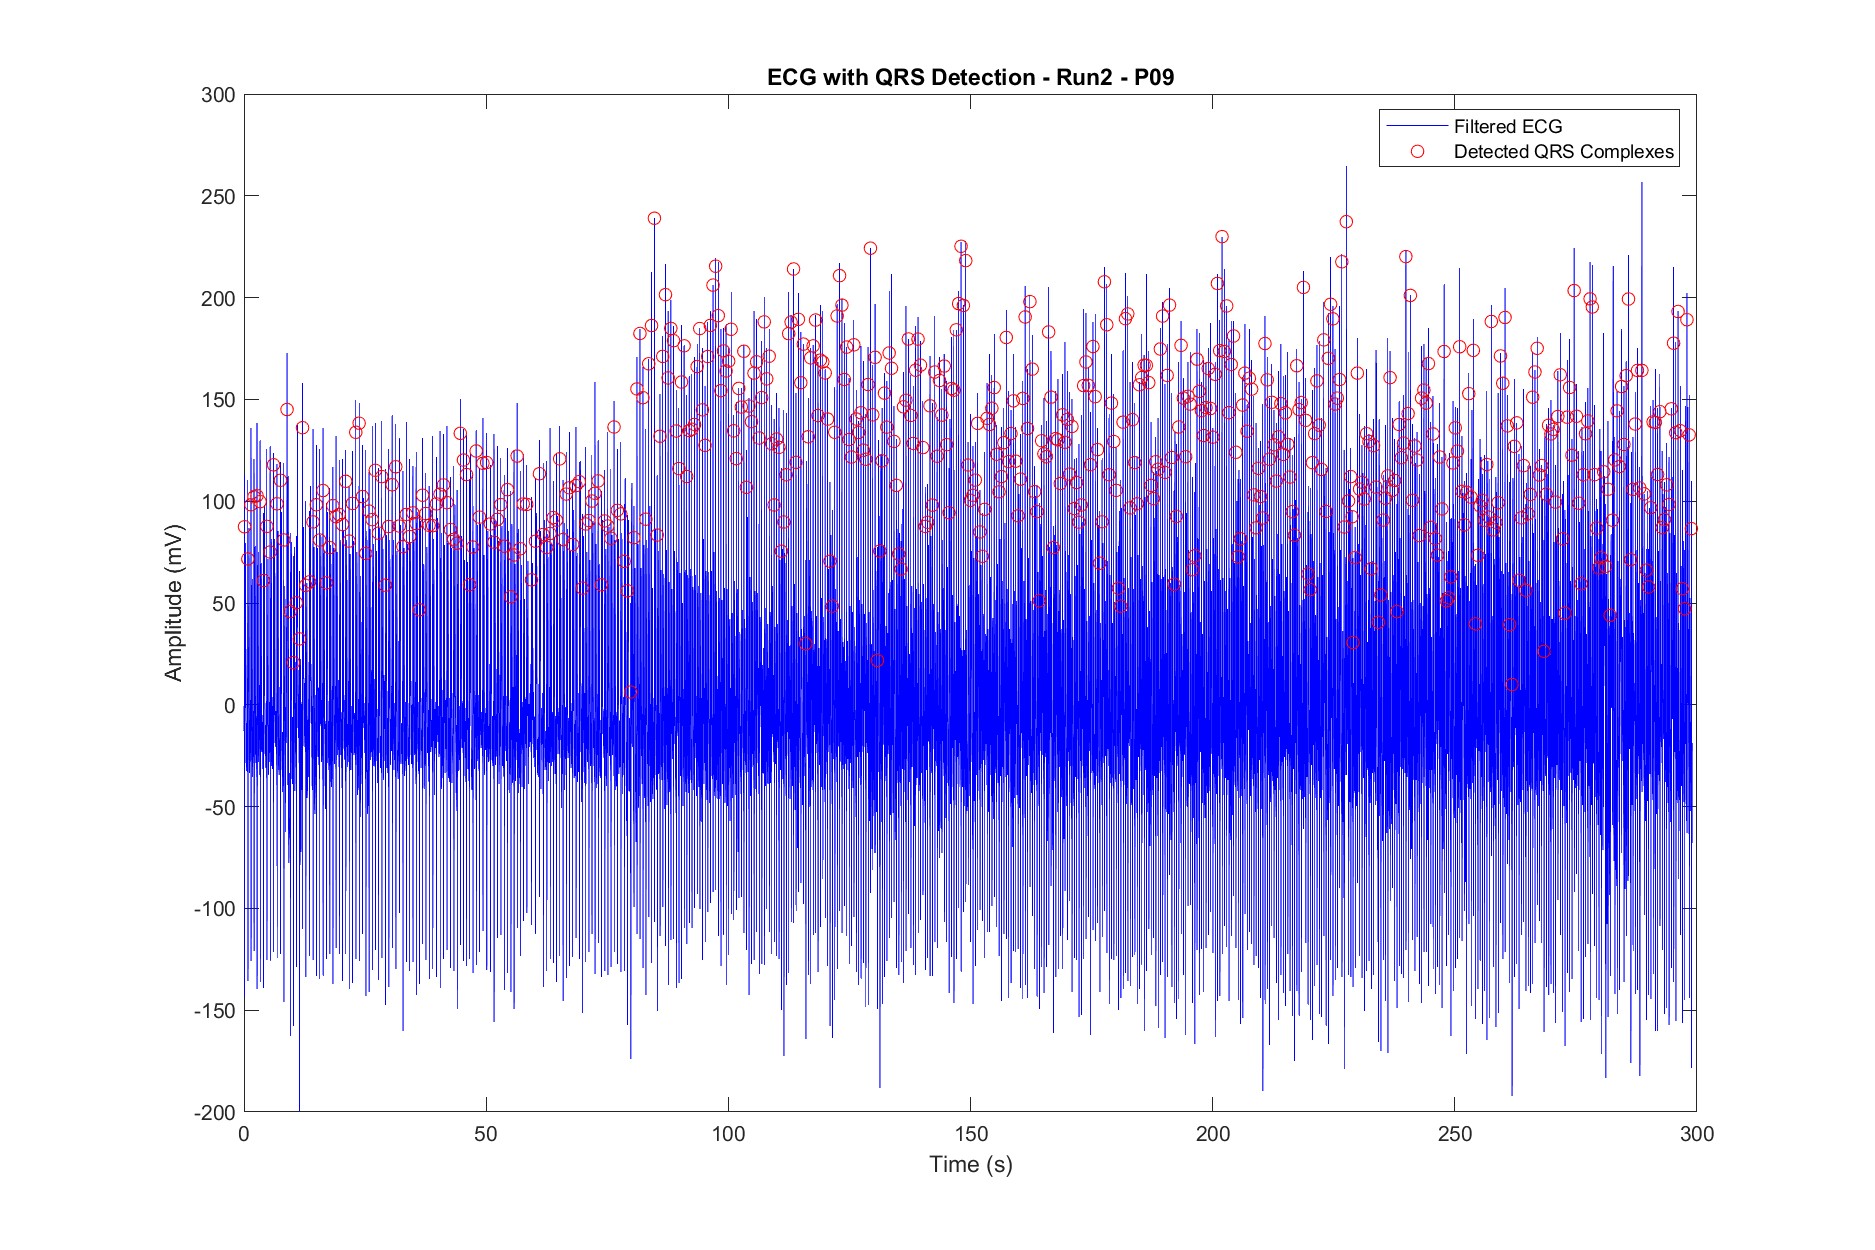 ECG with QRS Detection - Run2 - P09
Filtered ECG
Detected QRS Complexes
300
250
200
150
100
50
0
-50
-100
-150
-200
Amplitude (mV)
0 50 100 150 200 250 300
Time (s)